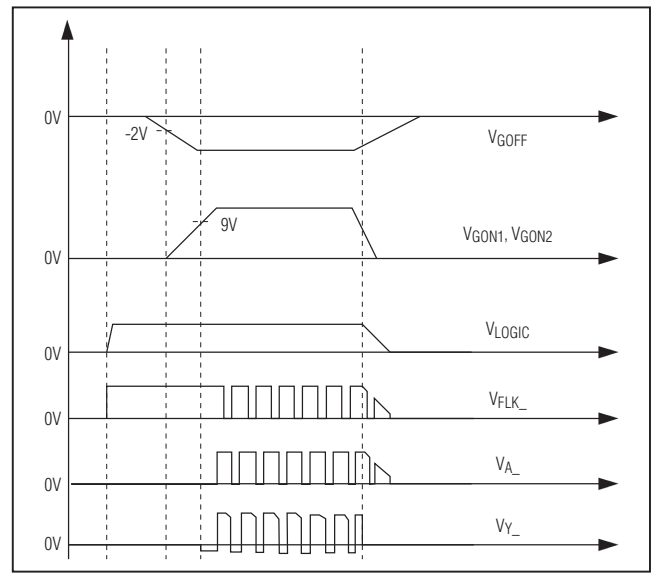 0V
-2V
VGOFF
9V
VGON1, VGON2
0V
VLOGIC
0V
VFLK_
0V
VA_
0V
VY_
0V